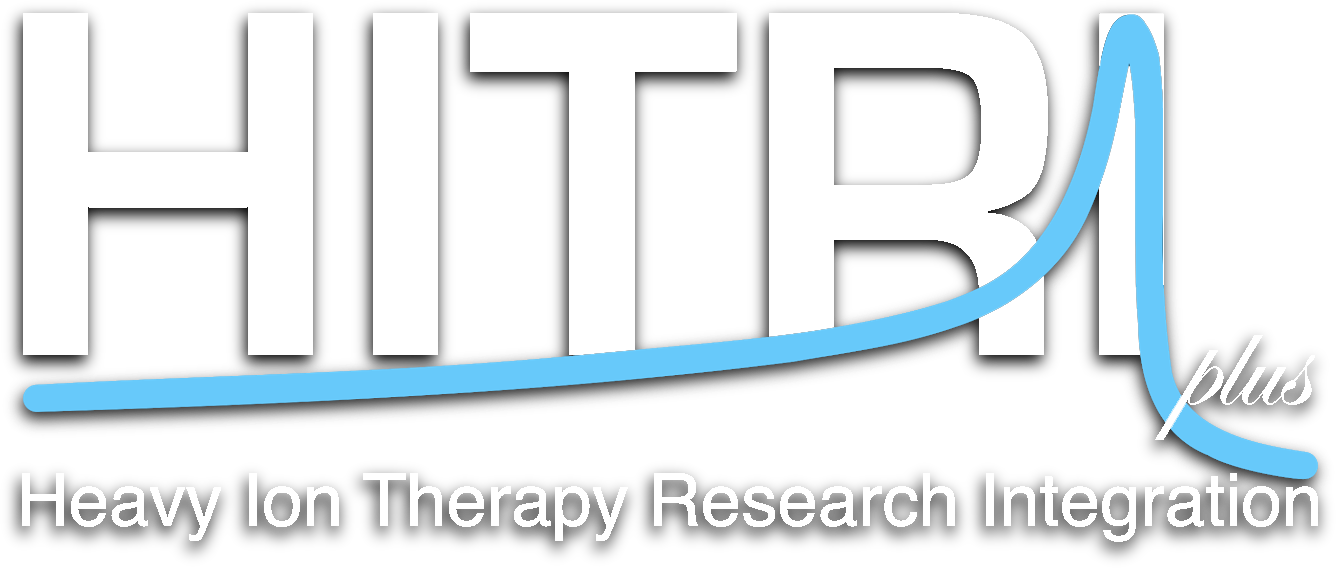 HITRI
plus
Heavy Ion Therapy Research Integration